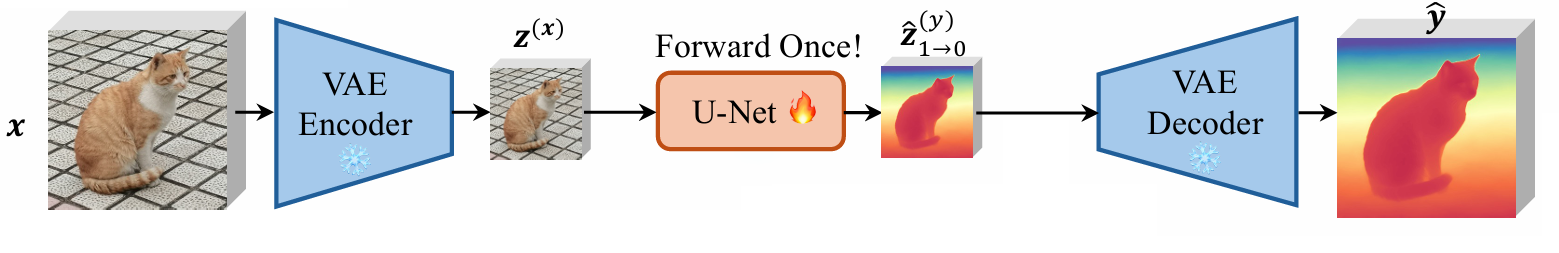 x
VAE
Encoder
z^(x)
Forward Once!
U-Net
ẑ^(y)_1→0
VAE
Decoder
ŷ